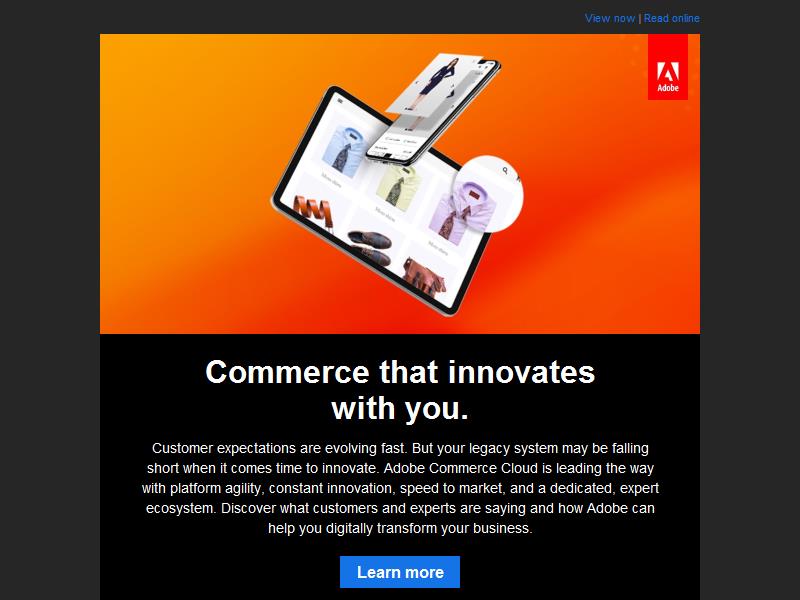 View now | Read online
Adobe
Commerce that innovates
with you.
Customer expectations are evolving fast. But your legacy system may be falling
short when it comes time to innovate. Adobe Commerce Cloud is leading the way
with platform agility, constant innovation, speed to market, and a dedicated, expert
ecosystem. Discover what customers and experts are saying and how Adobe can
help you digitally transform your business.
Learn more